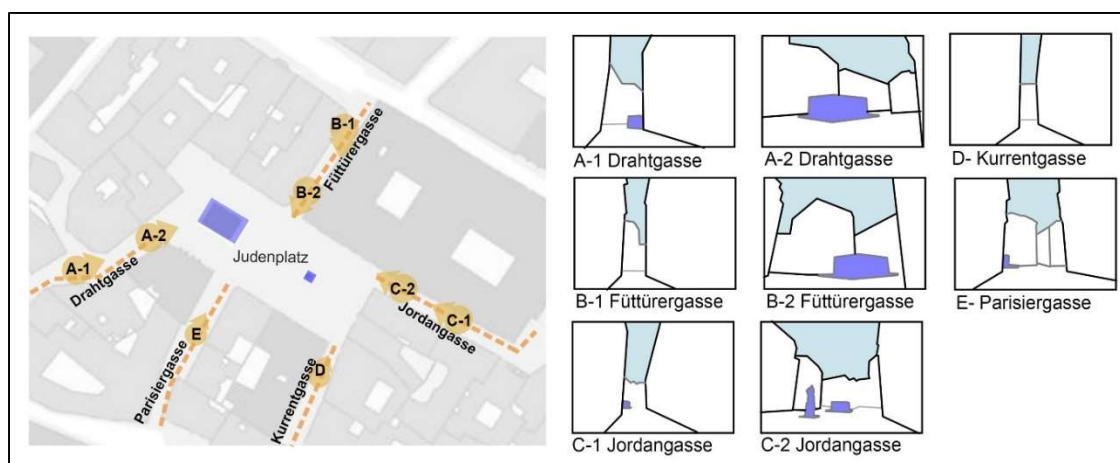 B-1
Füttürergasse
B-2
A-2
A-1
Drahtgasse
Judenplatz
C-2
C-1
Jordangasse
E
Parisiergasse
D
Kurrentgasse
A-1 Drahtgasse
A-2 Drahtgasse
D- Kurrentgasse
B-1 Füttürergasse
B-2 Füttürergasse
E- Parisiergasse
C-1 Jordangasse
C-2 Jordangasse